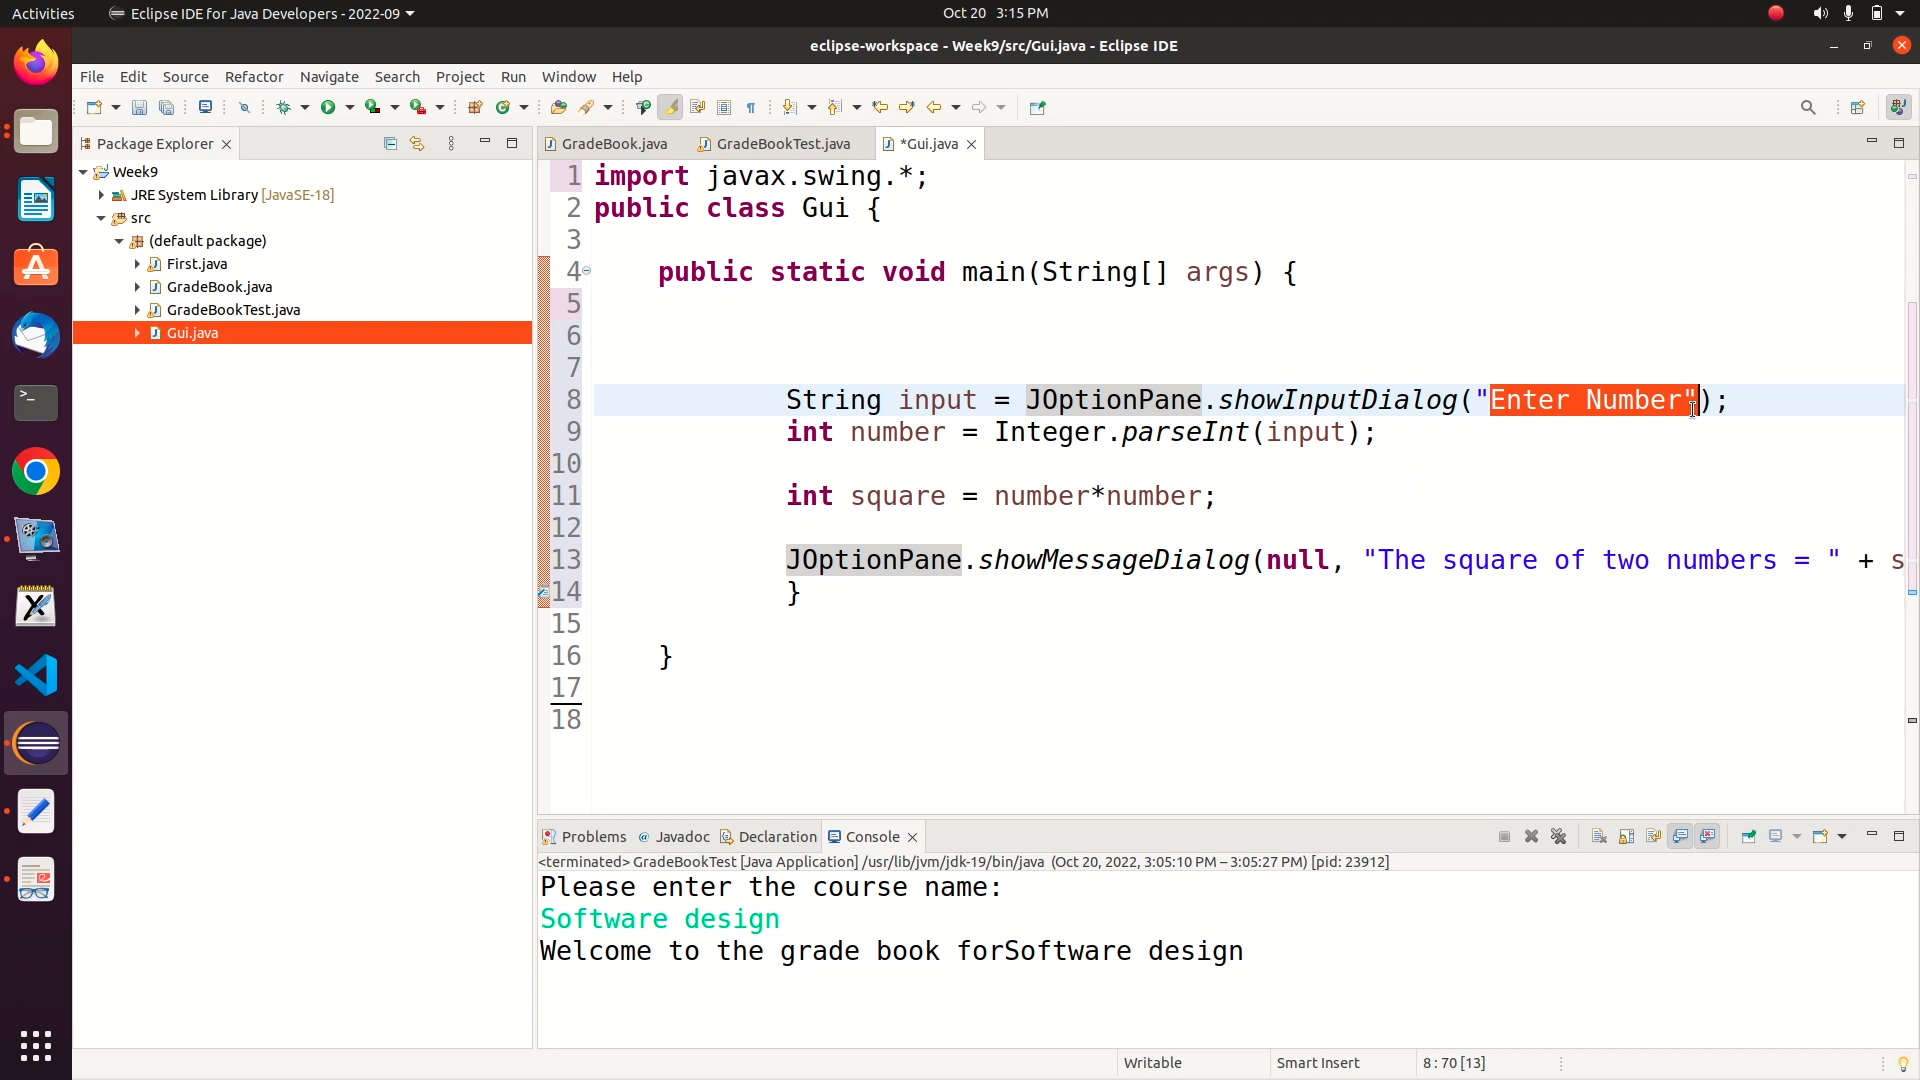 Activities
Eclipse IDE for Java Developers - 2022-09
Oct 20 3:15 PM
eclipse-workspace - Week9/src/Gui.java - Eclipse IDE
File Edit Source Refactor Navigate Search Project Run Window Help
Package Explorer
GradeBook.java
GradeBookTest.java
*Gui.java
Week9
JRE System Library [JavaSE-18]
src
(default package)
First.java
GradeBook.java
GradeBookTest.java
Gui.java
1 import javax.swing.*;
2 public class Gui {
3
4 public static void main(String[] args) {
5
6
7
8 String input = JOptionPane.showInputDialog("Enter Number");
9 int number = Integer.parseInt(input);
10
11 int square = number*number;
12
13 JOptionPane.showMessageDialog(null, "The square of two numbers = " + s
14 }
15
16 }
17
18
Problems @ Javadoc Declaration Console
<terminated> GradeBookTest [Java Application] /usr/lib/jvm/jdk-19/bin/java (Oct 20, 2022, 3:05:10 PM – 3:05:27 PM) [pid: 23912]
Please enter the course name:
Software design
Welcome to the grade book forSoftware design
Writable
Smart Insert
8 : 70 [13]